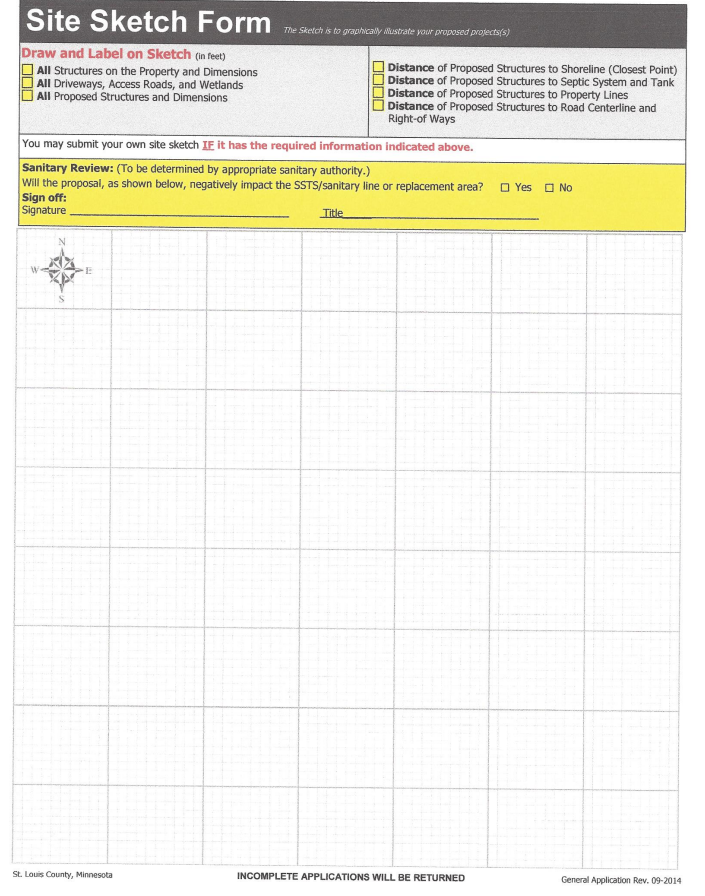 Site Sketch Form The Sketch is to graphically illustrate your proposed projects(s)
Draw and Label on Sketch (in feet)
All Structures on the Property and Dimensions
All Driveways, Access Roads, and Wetlands
All Proposed Structures and Dimensions
Distance of Proposed Structures to Shoreline (Closest Point)
Distance of Proposed Structures to Septic System and Tank
Distance of Proposed Structures to Property Lines
Distance of Proposed Structures to Road Centerline and
Right-of Ways
You may submit your own site sketch IF it has the required information indicated above.
Sanitary Review: (To be determined by appropriate sanitary authority.)
Will the proposal, as shown below, negatively impact the SSTS/sanitary line or replacement area? ☐ Yes ☐ No
Sign off:
Signature ______________________ Title______________________
N
W E
S
St. Louis County, Minnesota INCOMPLETE APPLICATIONS WILL BE RETURNED General Application Rev. 09-2014